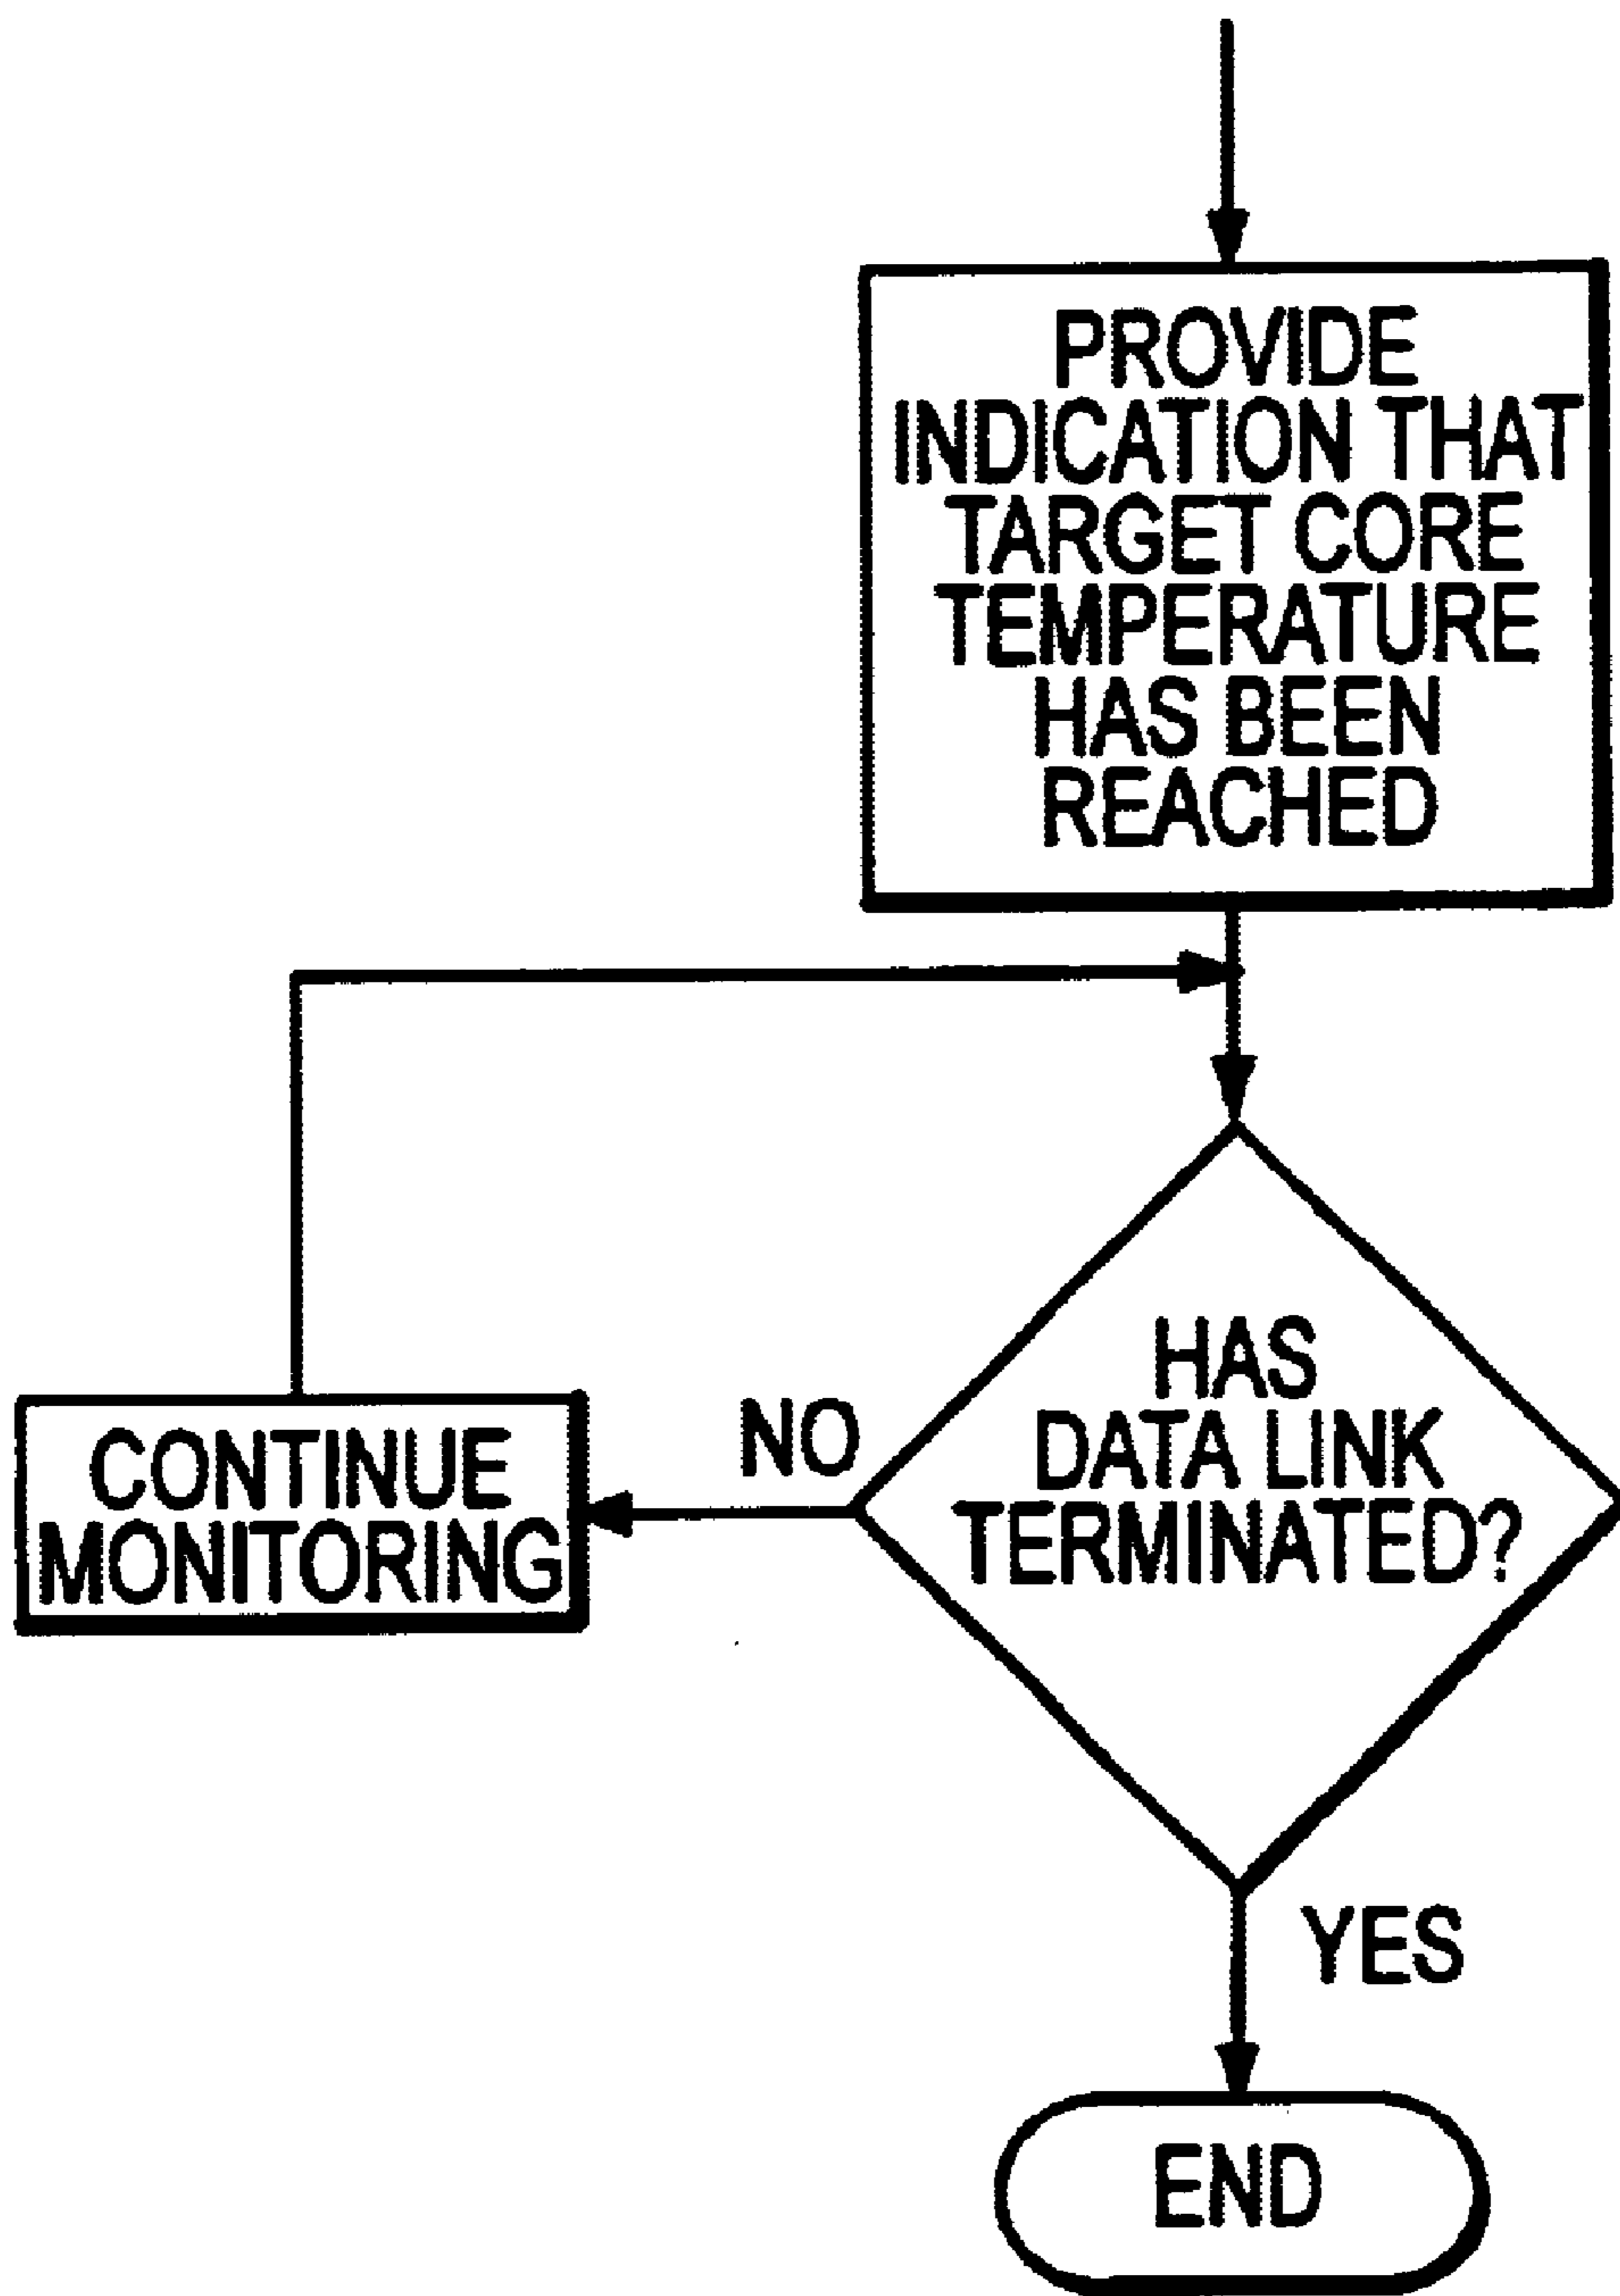 PROVIDE
INDICATION THAT
TARGET CORE
TEMPERATURE
HAS BEEN
REACHED
HAS
DATA LINK
TERMINATED?
NO
CONTINUE
MONITORING
YES
END